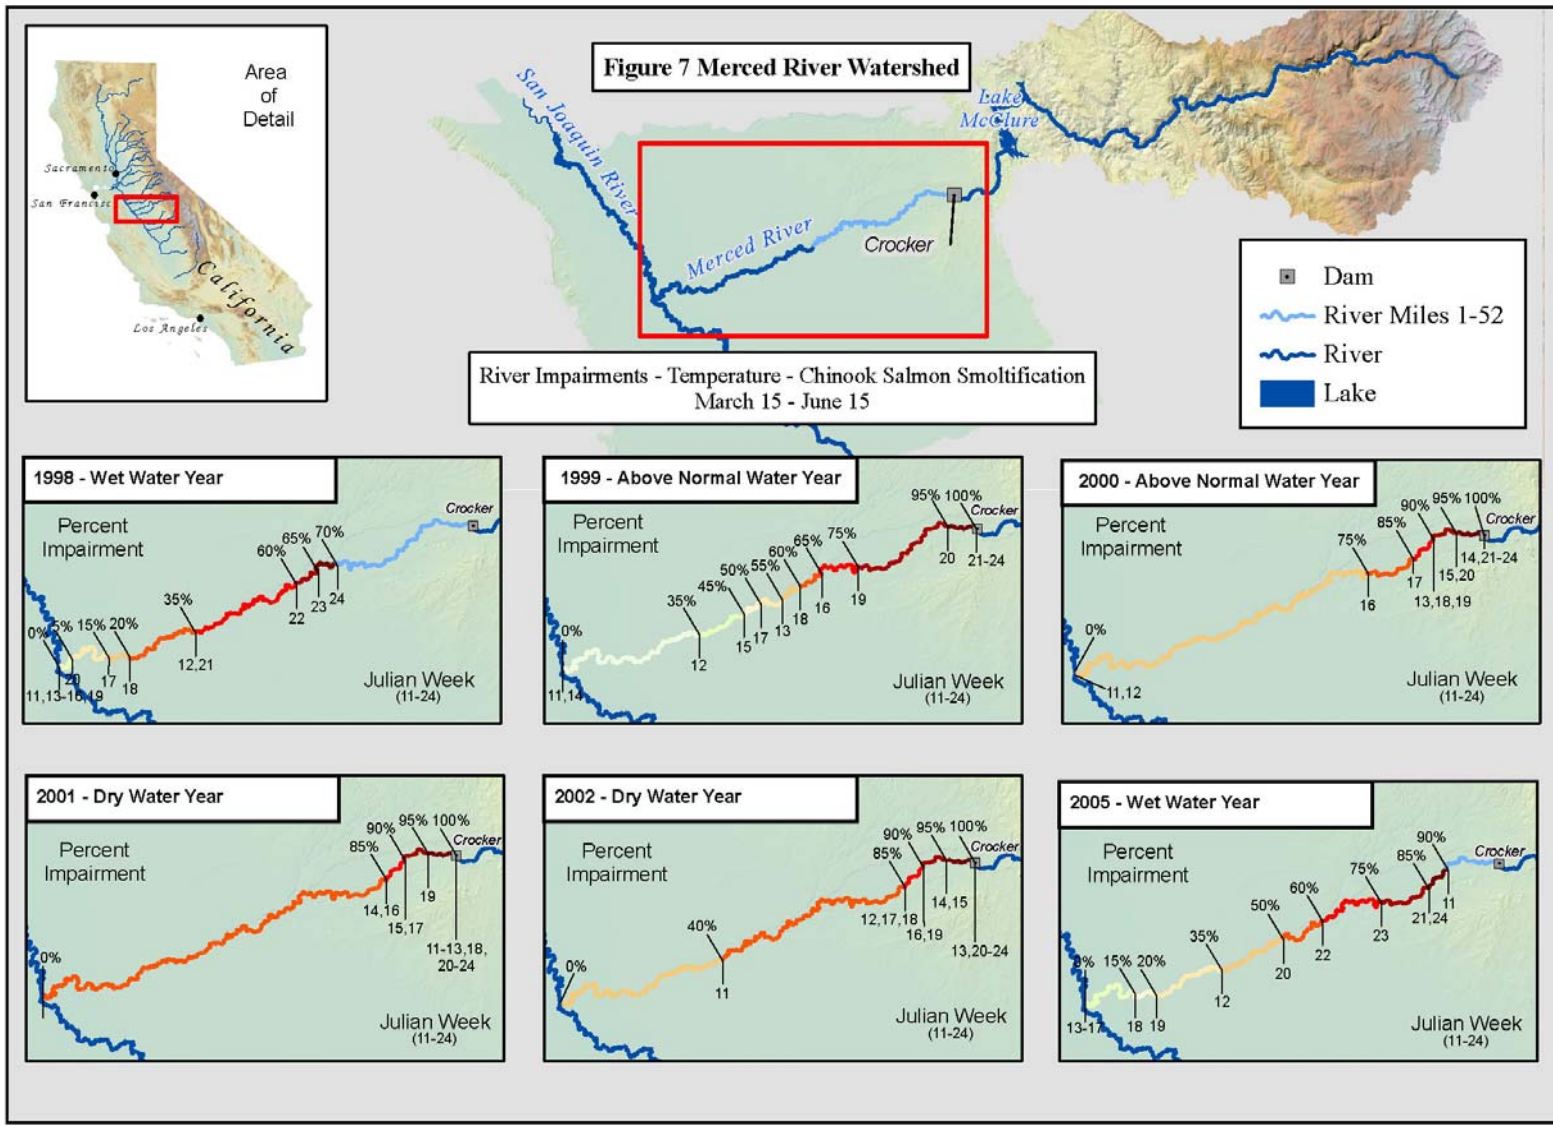 Area
of
Detail
Sacramento
San Francisc
California
Los Angeles
Figure 7 Merced River Watershed
San Joaquin River
Lake
McClure
Merced River
Crocker
River Impairments - Temperature - Chinook Salmon Smoltification
March 15 - June 15
Dam
River Miles 1-52
River
Lake
1998 - Wet Water Year
Percent
Impairment
Crocker
0% 5% 15% 20% 35% 60% 65% 70%
11,13-16,19 20 17 18 12,21 22 23 24
Julian Week
(11-24)
1999 - Above Normal Water Year
Percent
Impairment
Crocker
0% 35% 45% 50% 55% 60% 65% 75% 95% 100%
11,14 12 15 17 13 18 16 19 20 21-24
Julian Week
(11-24)
2000 - Above Normal Water Year
Percent
Impairment
Crocker
0% 75% 85% 90% 95% 100%
11,12 16 17 13,18,19 15,20 14,21-24
Julian Week
(11-24)
2001 - Dry Water Year
Percent
Impairment
Crocker
0% 85% 90% 95% 100%
14,16 15,17 19 11-13,18,
20-24
Julian Week
(11-24)
2002 - Dry Water Year
Percent
Impairment
Crocker
0% 40% 85% 90% 95% 100%
11 12,17,18 16,19 14,15 13,20-24
Julian Week
(11-24)
2005 - Wet Water Year
Percent
Impairment
Crocker
0% 15% 20% 35% 50% 60% 75% 85% 90%
13-17 18 19 12 20 22 23 21,24 11
Julian Week
(11-24)